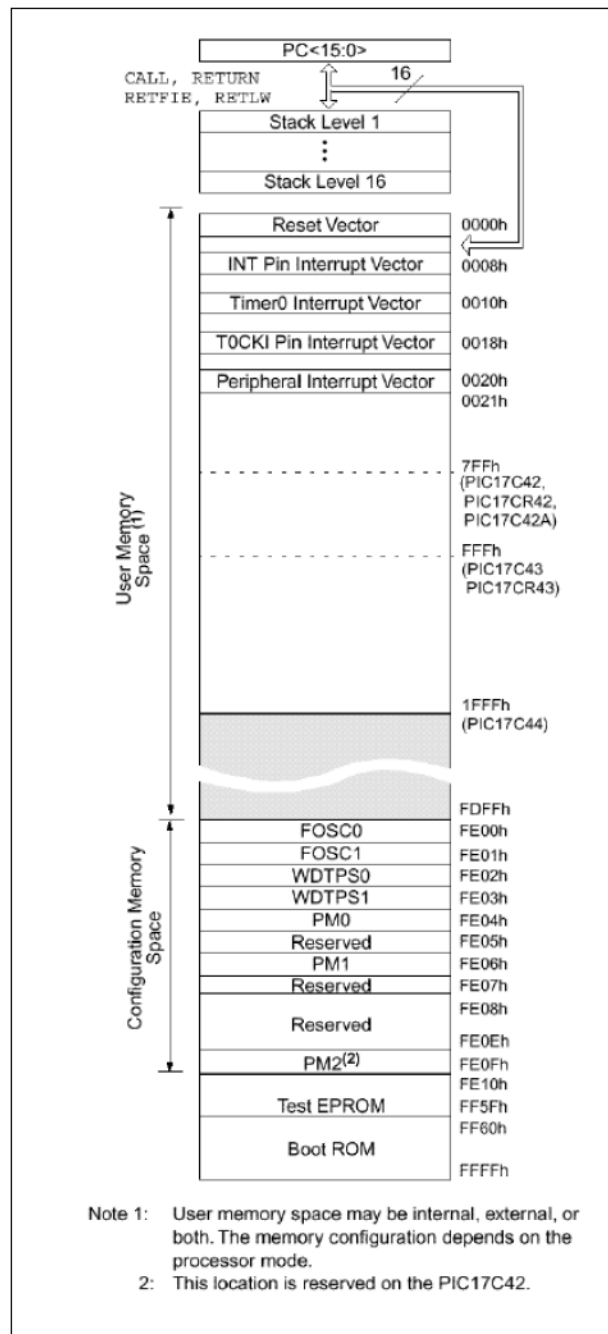 PC<15:0>
CALL, RETURN
RETFIE, RETLW
16
Stack Level 1
Stack Level 16
Reset Vector
0000h
INT Pin Interrupt Vector
0008h
Timer0 Interrupt Vector
0010h
T0CKI Pin Interrupt Vector
0018h
Peripheral Interrupt Vector
0020h
0021h
7FFh
(PIC17C42,
PIC17CR42,
PIC17C42A)
FFFh
(PIC17C43
PIC17CR43)
1FFFh
(PIC17C44)
User Memory
Space (1)
FDFFh
FOSC0
FE00h
FOSC1
FE01h
WDTPS0
FE02h
WDTPS1
FE03h
PM0
FE04h
Reserved
FE05h
PM1
FE06h
Reserved
FE07h
FE08h
Reserved
FE0Eh
PM2(2)
FE0Fh
Configuration Memory
Space
FE10h
Test EPROM
FF5Fh
FF60h
Boot ROM
FFFFh
Note 1: User memory space may be internal, external, or
both. The memory configuration depends on the
processor mode.
2: This location is reserved on the PIC17C42.